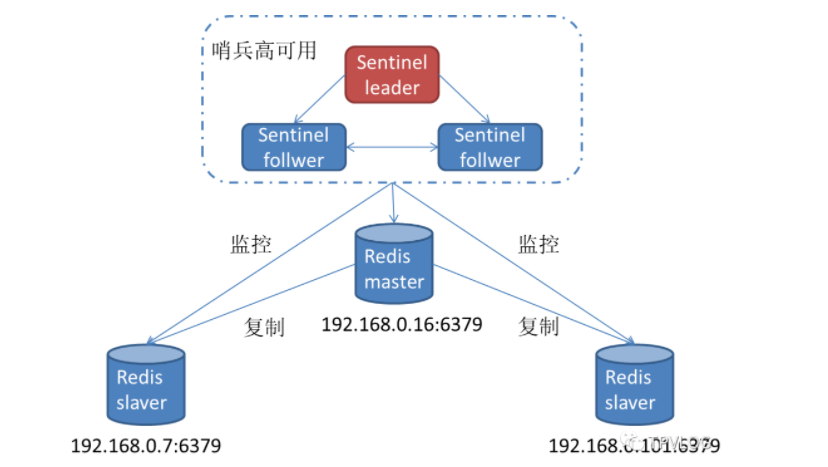 哨兵高可用
Sentinel
leader
Sentinel
follwer
Sentinel
follwer
监控
监控
Redis
master
复制
192.168.0.16:6379
复制
Redis
slaver
Redis
slaver
192.168.0.7:6379
192.168.0.101:6379